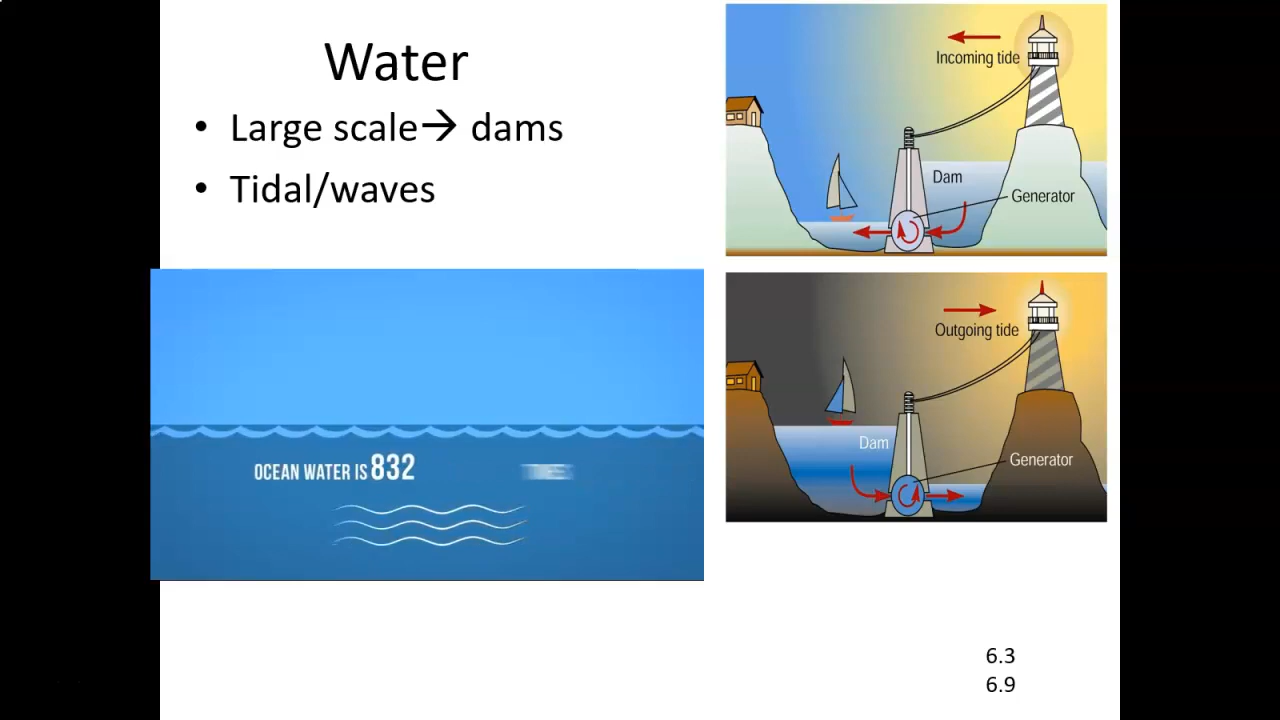 Water
• Large scale→ dams
• Tidal/waves
Incoming tide
Dam
Generator
Outgoing tide
Dam
Generator
OCEAN WATER IS 832
6.3
6.9